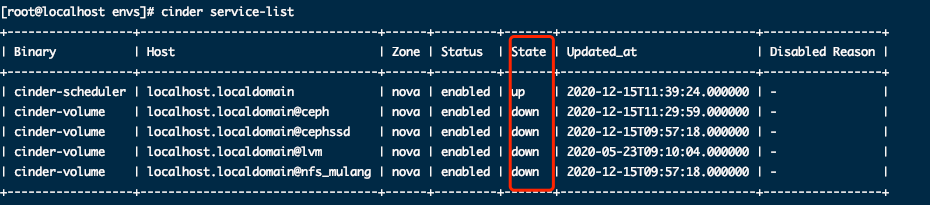 [root@localhost envs]# cinder service-list
+------------------+---------------------------------+------+---------+-------+----------------------------+-----------------+
| Binary | Host | Zone | Status | State | Updated_at | Disabled Reason |
+------------------+---------------------------------+------+---------+-------+----------------------------+-----------------+
| cinder-scheduler | localhost.localdomain | nova | enabled | up | 2020-12-15T11:39:24.000000 | - |
| cinder-volume | localhost.localdomain@ceph | nova | enabled | down | 2020-12-15T11:29:59.000000 | - |
| cinder-volume | localhost.localdomain@cephssd | nova | enabled | down | 2020-12-15T09:57:18.000000 | - |
| cinder-volume | localhost.localdomain@lvm | nova | enabled | down | 2020-05-23T09:10:04.000000 | - |
| cinder-volume | localhost.localdomain@nfs_mulang | nova | enabled | down | 2020-12-15T09:57:18.000000 | - |
+------------------+---------------------------------+------+---------+-------+----------------------------+-----------------+